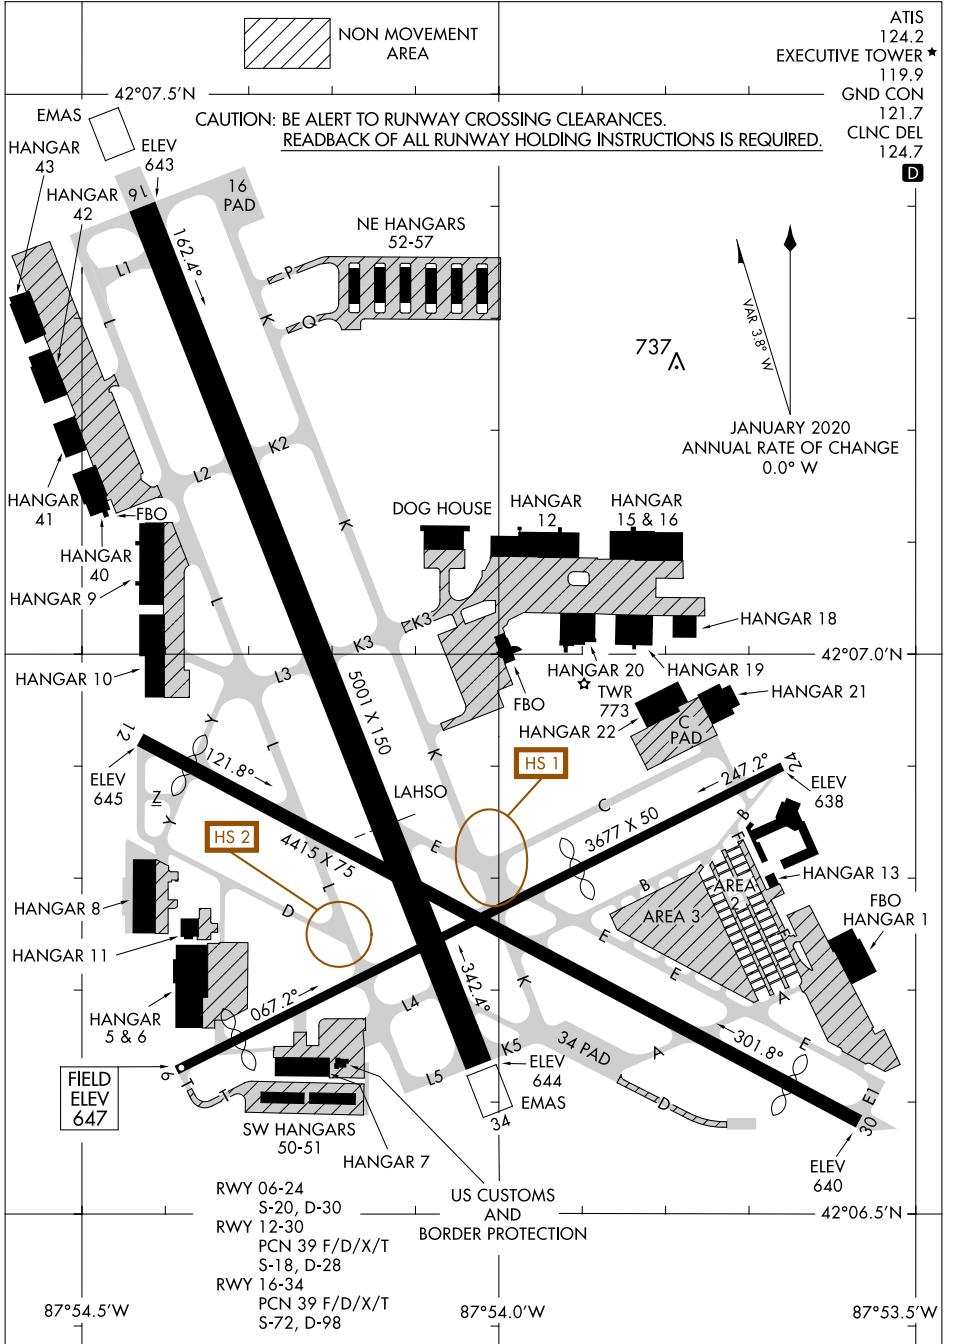 ATIS
124.2
EXECUTIVE TOWER ★
119.9
GND CON
121.7
CLNC DEL
124.7
D
NON MOVEMENT
AREA
42°07.5'N
CAUTION: BE ALERT TO RUNWAY CROSSING CLEARANCES.
READBACK OF ALL RUNWAY HOLDING INSTRUCTIONS IS REQUIRED.
EMAS
HANGAR
43
ELEV
643
HANGAR
42
16
16
PAD
NE HANGARS
52-57
162.4°
L1
L
P
K
Q
737
VAR 3.8° W
JANUARY 2020
ANNUAL RATE OF CHANGE
0.0° W
K2
L2
HANGAR
41
FBO
HANGAR
40
HANGAR 9
K
DOG HOUSE
HANGAR
12
HANGAR
15 & 16
L
K3
K3
HANGAR 18
HANGAR 10
L3
5001 X 150
42°07.0'N
HANGAR 20
HANGAR 19
TWR
773
FBO
HANGAR 21
HANGAR 22
C
PAD
12
Y
L
K
121.8°
ELEV
645
HS 1
247.2°
24
ELEV
638
LAHSO
Z
Y
C
3677 X 50
B
HS 2
E
4415 X 75
F
HANGAR 13
L
B
AREA
2
AREA 3
FBO
HANGAR 1
HANGAR 8
D
E
HANGAR 11
E
342.4°
K
A
067.2°
L4
HANGAR
5 & 6
34 PAD
A
301.8°
E
K5
ELEV
644
6
L5
FIELD
ELEV
647
T
T
EMAS
D
E1
34
30
SW HANGARS
50-51
HANGAR 7
ELEV
640
US CUSTOMS
AND
BORDER PROTECTION
RWY 06-24
S-20, D-30
RWY 12-30
PCN 39 F/D/X/T
S-18, D-28
RWY 16-34
PCN 39 F/D/X/T
S-72, D-98
42°06.5'N
87°54.5'W
87°54.0'W
87°53.5'W